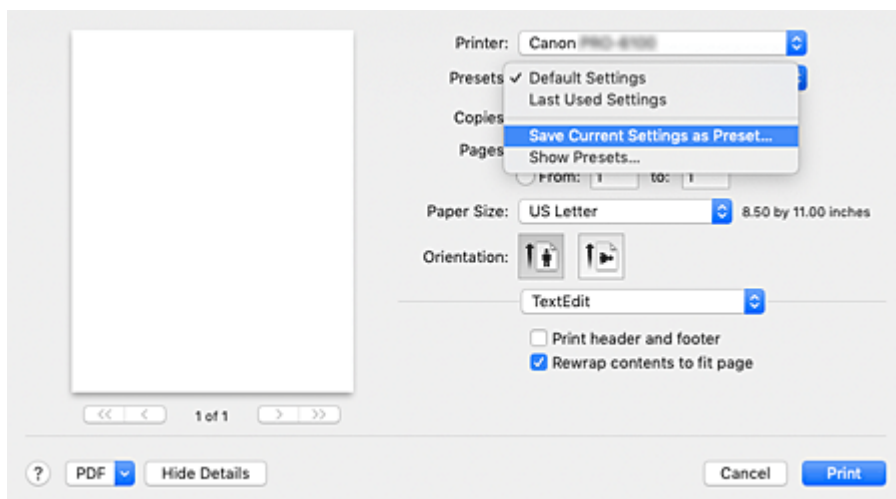 Printer: Canon
Presets ✓ Default Settings
Last Used Settings
Copies
Save Current Settings as Preset...
Pages
Show Presets...
From: 1 to: 1
Paper Size: US Letter 8.50 by 11.00 inches
Orientation:
TextEdit
Print header and footer
Rewrap contents to fit page
<< < 1 of 1 > >>
? PDF Hide Details Cancel Print